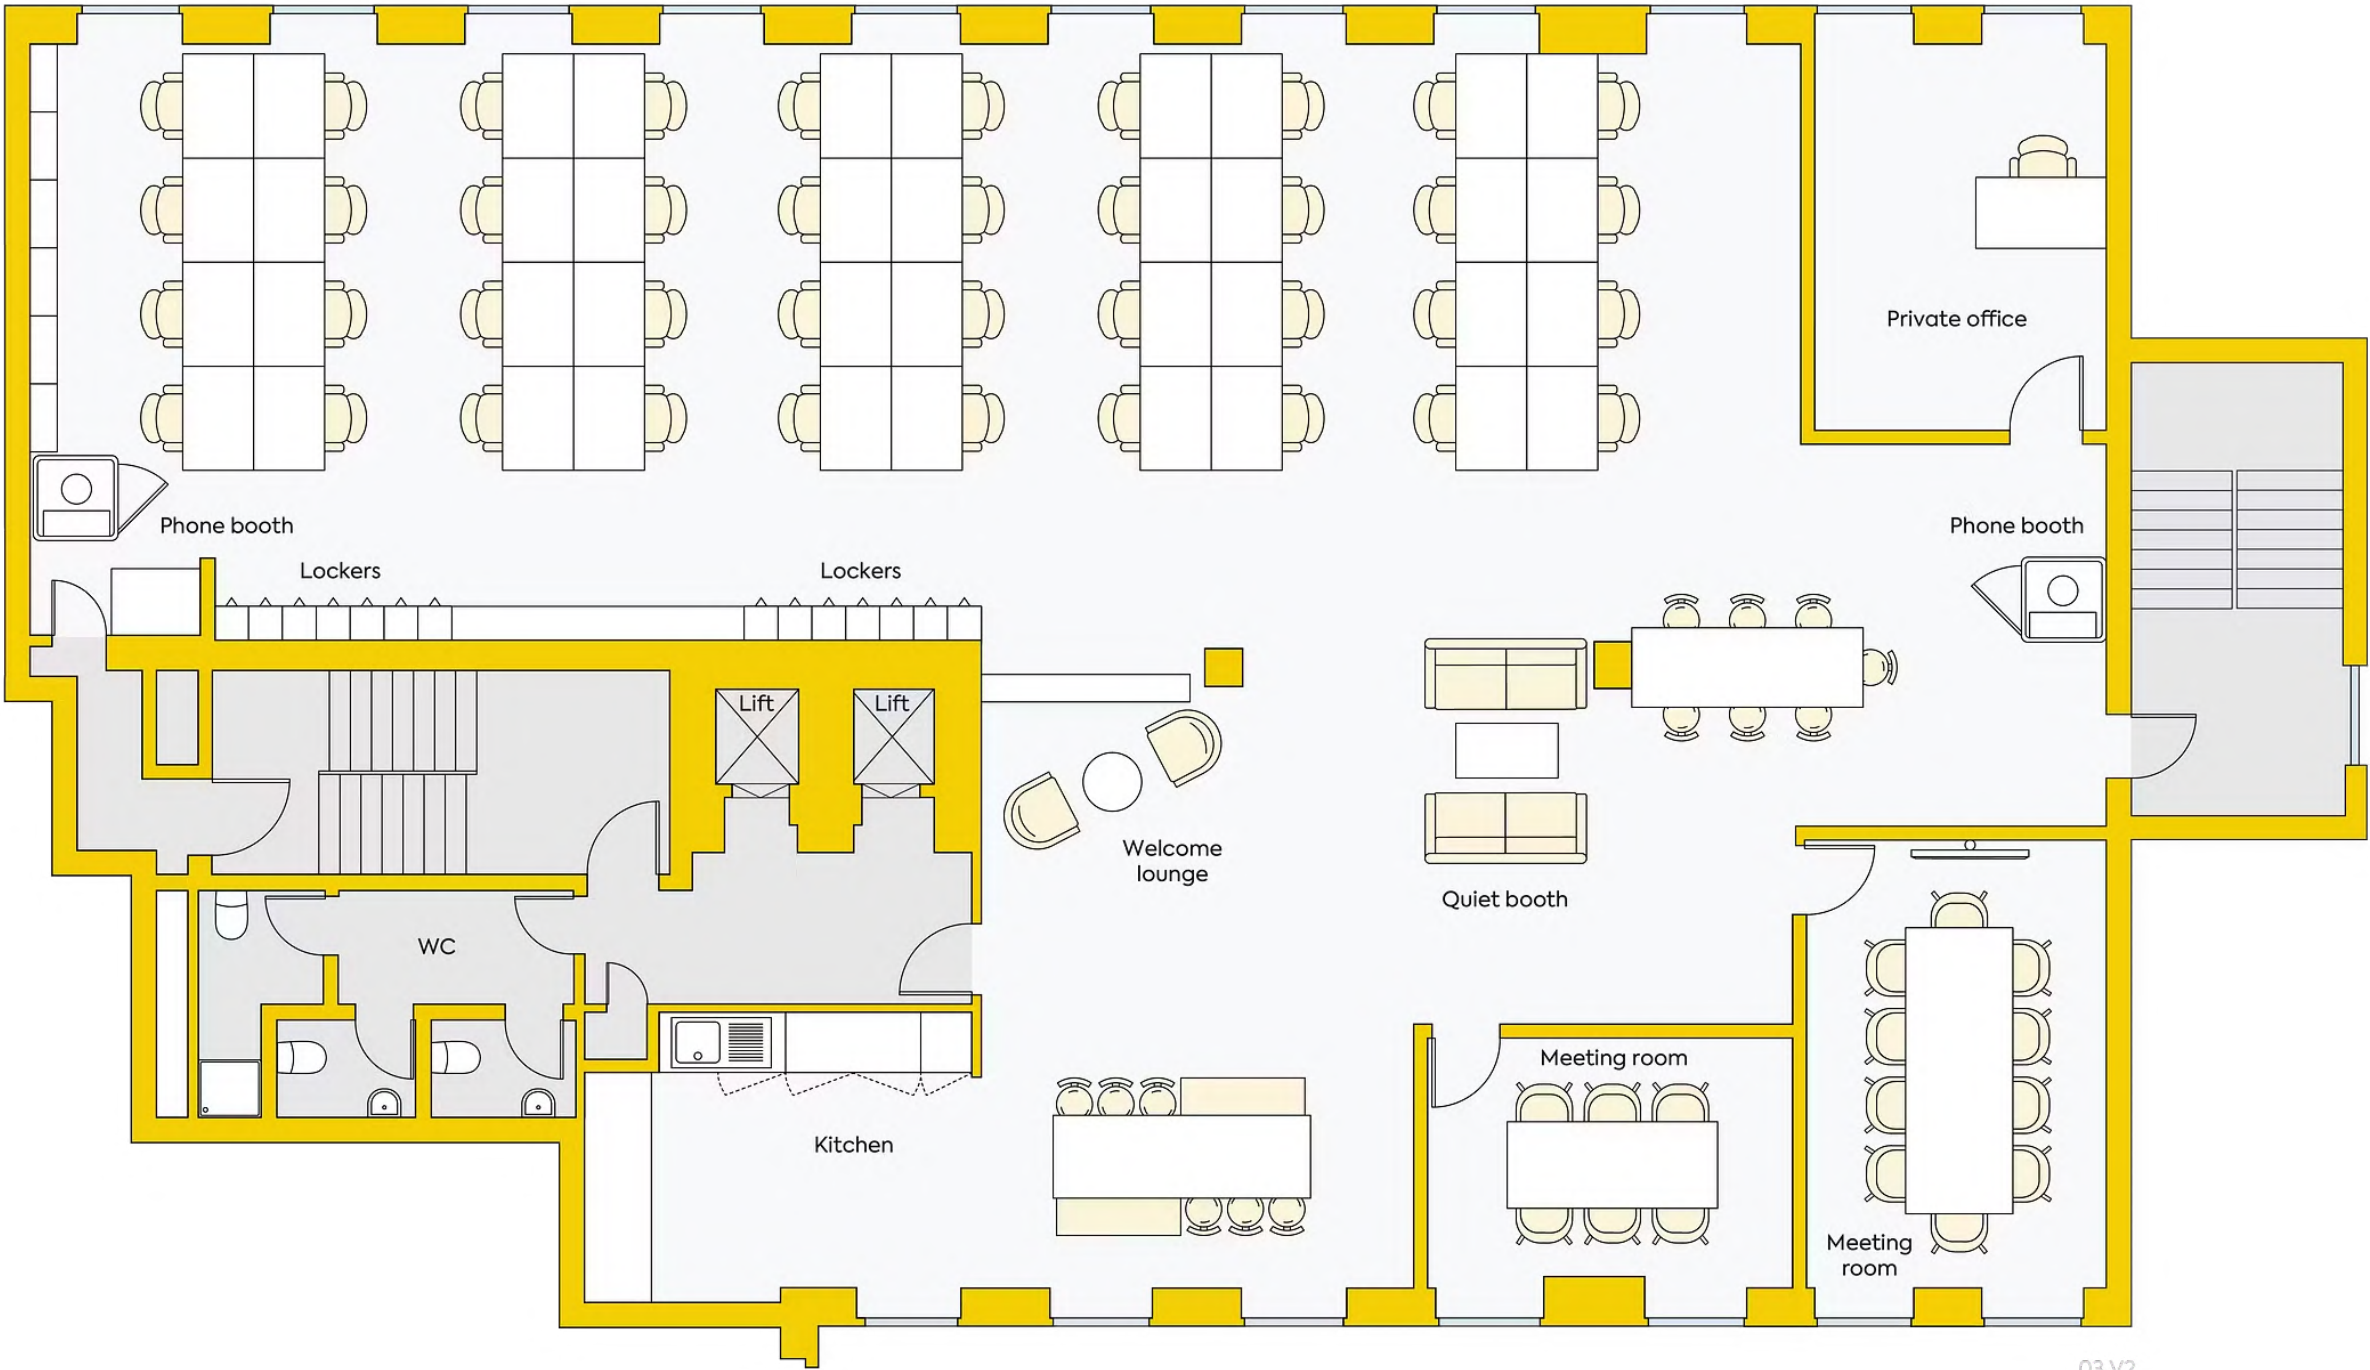 Private office
Phone booth
Phone booth
Lockers
Lockers
Lift
Lift
Welcome
lounge
Quiet booth
WC
Meeting room
Kitchen
Meeting
room